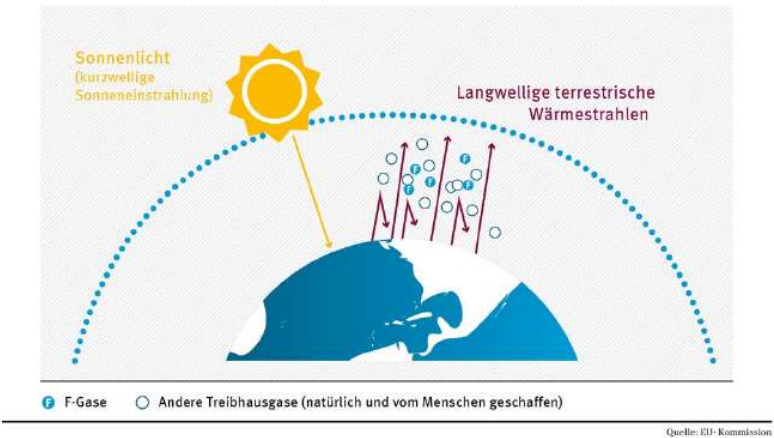 Sonnenlicht
(kurzwellige
Sonneneinstrahlung)
Langwellige terrestrische
Wärmestrahlen
F
F
F
F
F
F F-Gase
Andere Treibhausgase (natürlich und vom Menschen geschaffen)
Quelle: EU-Kommission